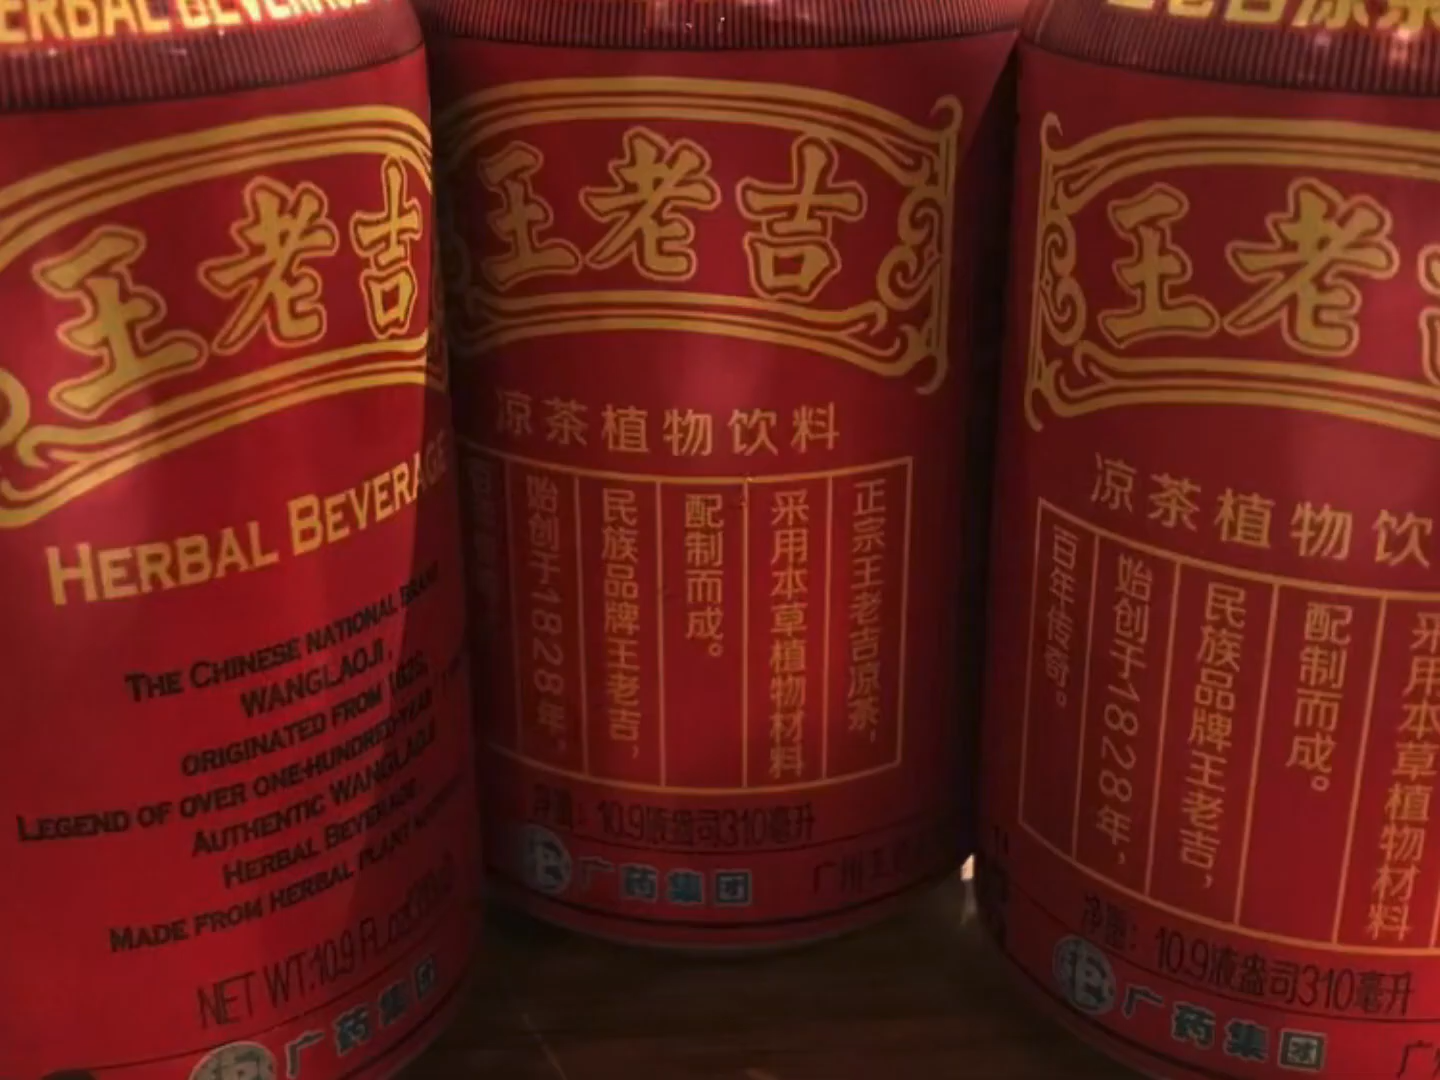 HERBAL BEVERAGE
王老吉
HERBAL BEVERAGE
THE CHINESE NATIONAL BRAND
WANGLAOJI,
ORIGINATED FROM 1828,
LEGEND OF OVER ONE-HUNDRED-YEAR
AUTHENTIC WANGLAOJI
HERBAL BEVERAGE,
MADE FROM HERBAL PLANT
NET WT:10.9 FL.oz
广药集团
王老吉
凉茶植物饮料
正宗王老吉凉茶,
采用本草植物材料
配制而成。
民族品牌王老吉,
始创于1828年,
净量: 10.9液盎司310毫升
广药集团
广州王
王老吉凉茶
王老
凉茶植物饮
采用本草植物材料
配制而成。
民族品牌王老吉,
始创于1828年,
百年传奇。
净量: 10.9液盎司310毫升
广药集团
广